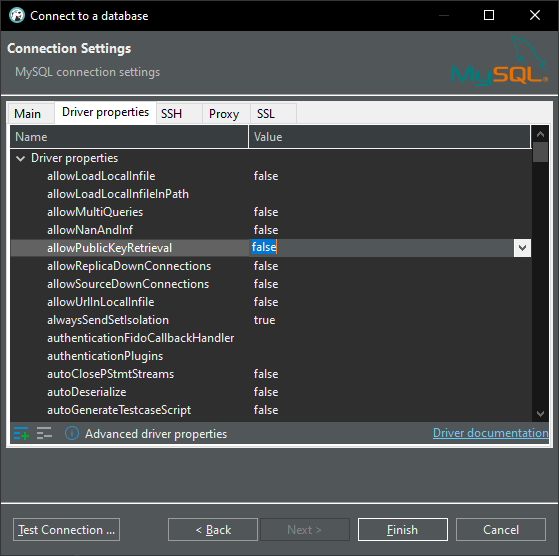 Connect to a database
Connection Settings
MySQL connection settings
MySQL
Main Driver properties SSH Proxy SSL
Name Value
Driver properties
allowLoadLocalInfile false
allowLoadLocalInfileInPath
allowMultiQueries false
allowNanAndInf false
allowPublicKeyRetrieval false
allowReplicaDownConnections false
allowSourceDownConnections false
allowUrlInLocalInfile false
alwaysSendSetIsolation true
authenticationFidoCallbackHandler
authenticationPlugins
autoClosePStmtStreams false
autoDeserialize false
autoGenerateTestcaseScript false
Advanced driver properties Driver documentation
Test Connection ... < Back Next > Finish Cancel